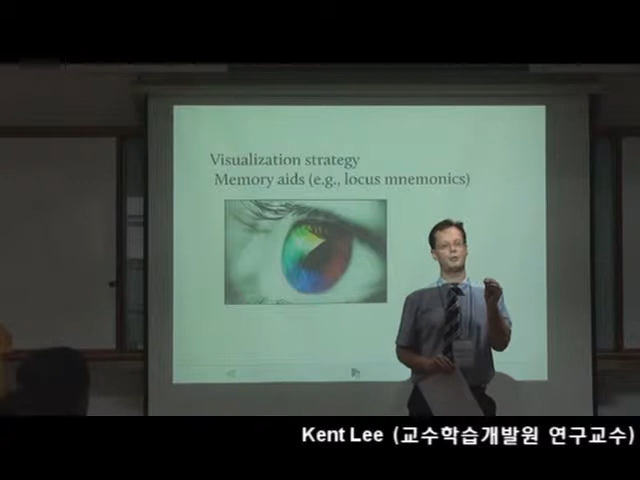 Visualization strategy
Memory aids (e.g., locus mnemonics)
Kent Lee (교수학습개발원 연구교수)